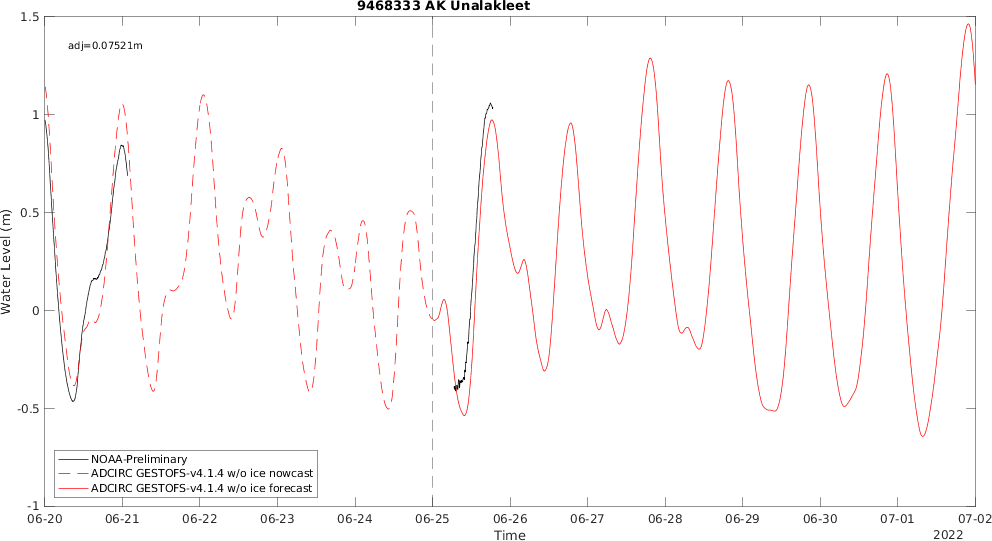 9468333 AK Unalakleet
adj=0.07521m
Water Level (m)
1.5
1
0.5
0
-0.5
-1
NOAA-Preliminary
ADCIRC GESTOFS-v4.1.4 w/o ice nowcast
ADCIRC GESTOFS-v4.1.4 w/o ice forecast
06-20 06-21 06-22 06-23 06-24 06-25 06-26 06-27 06-28 06-29 06-30 07-01 07-02
Time
2022